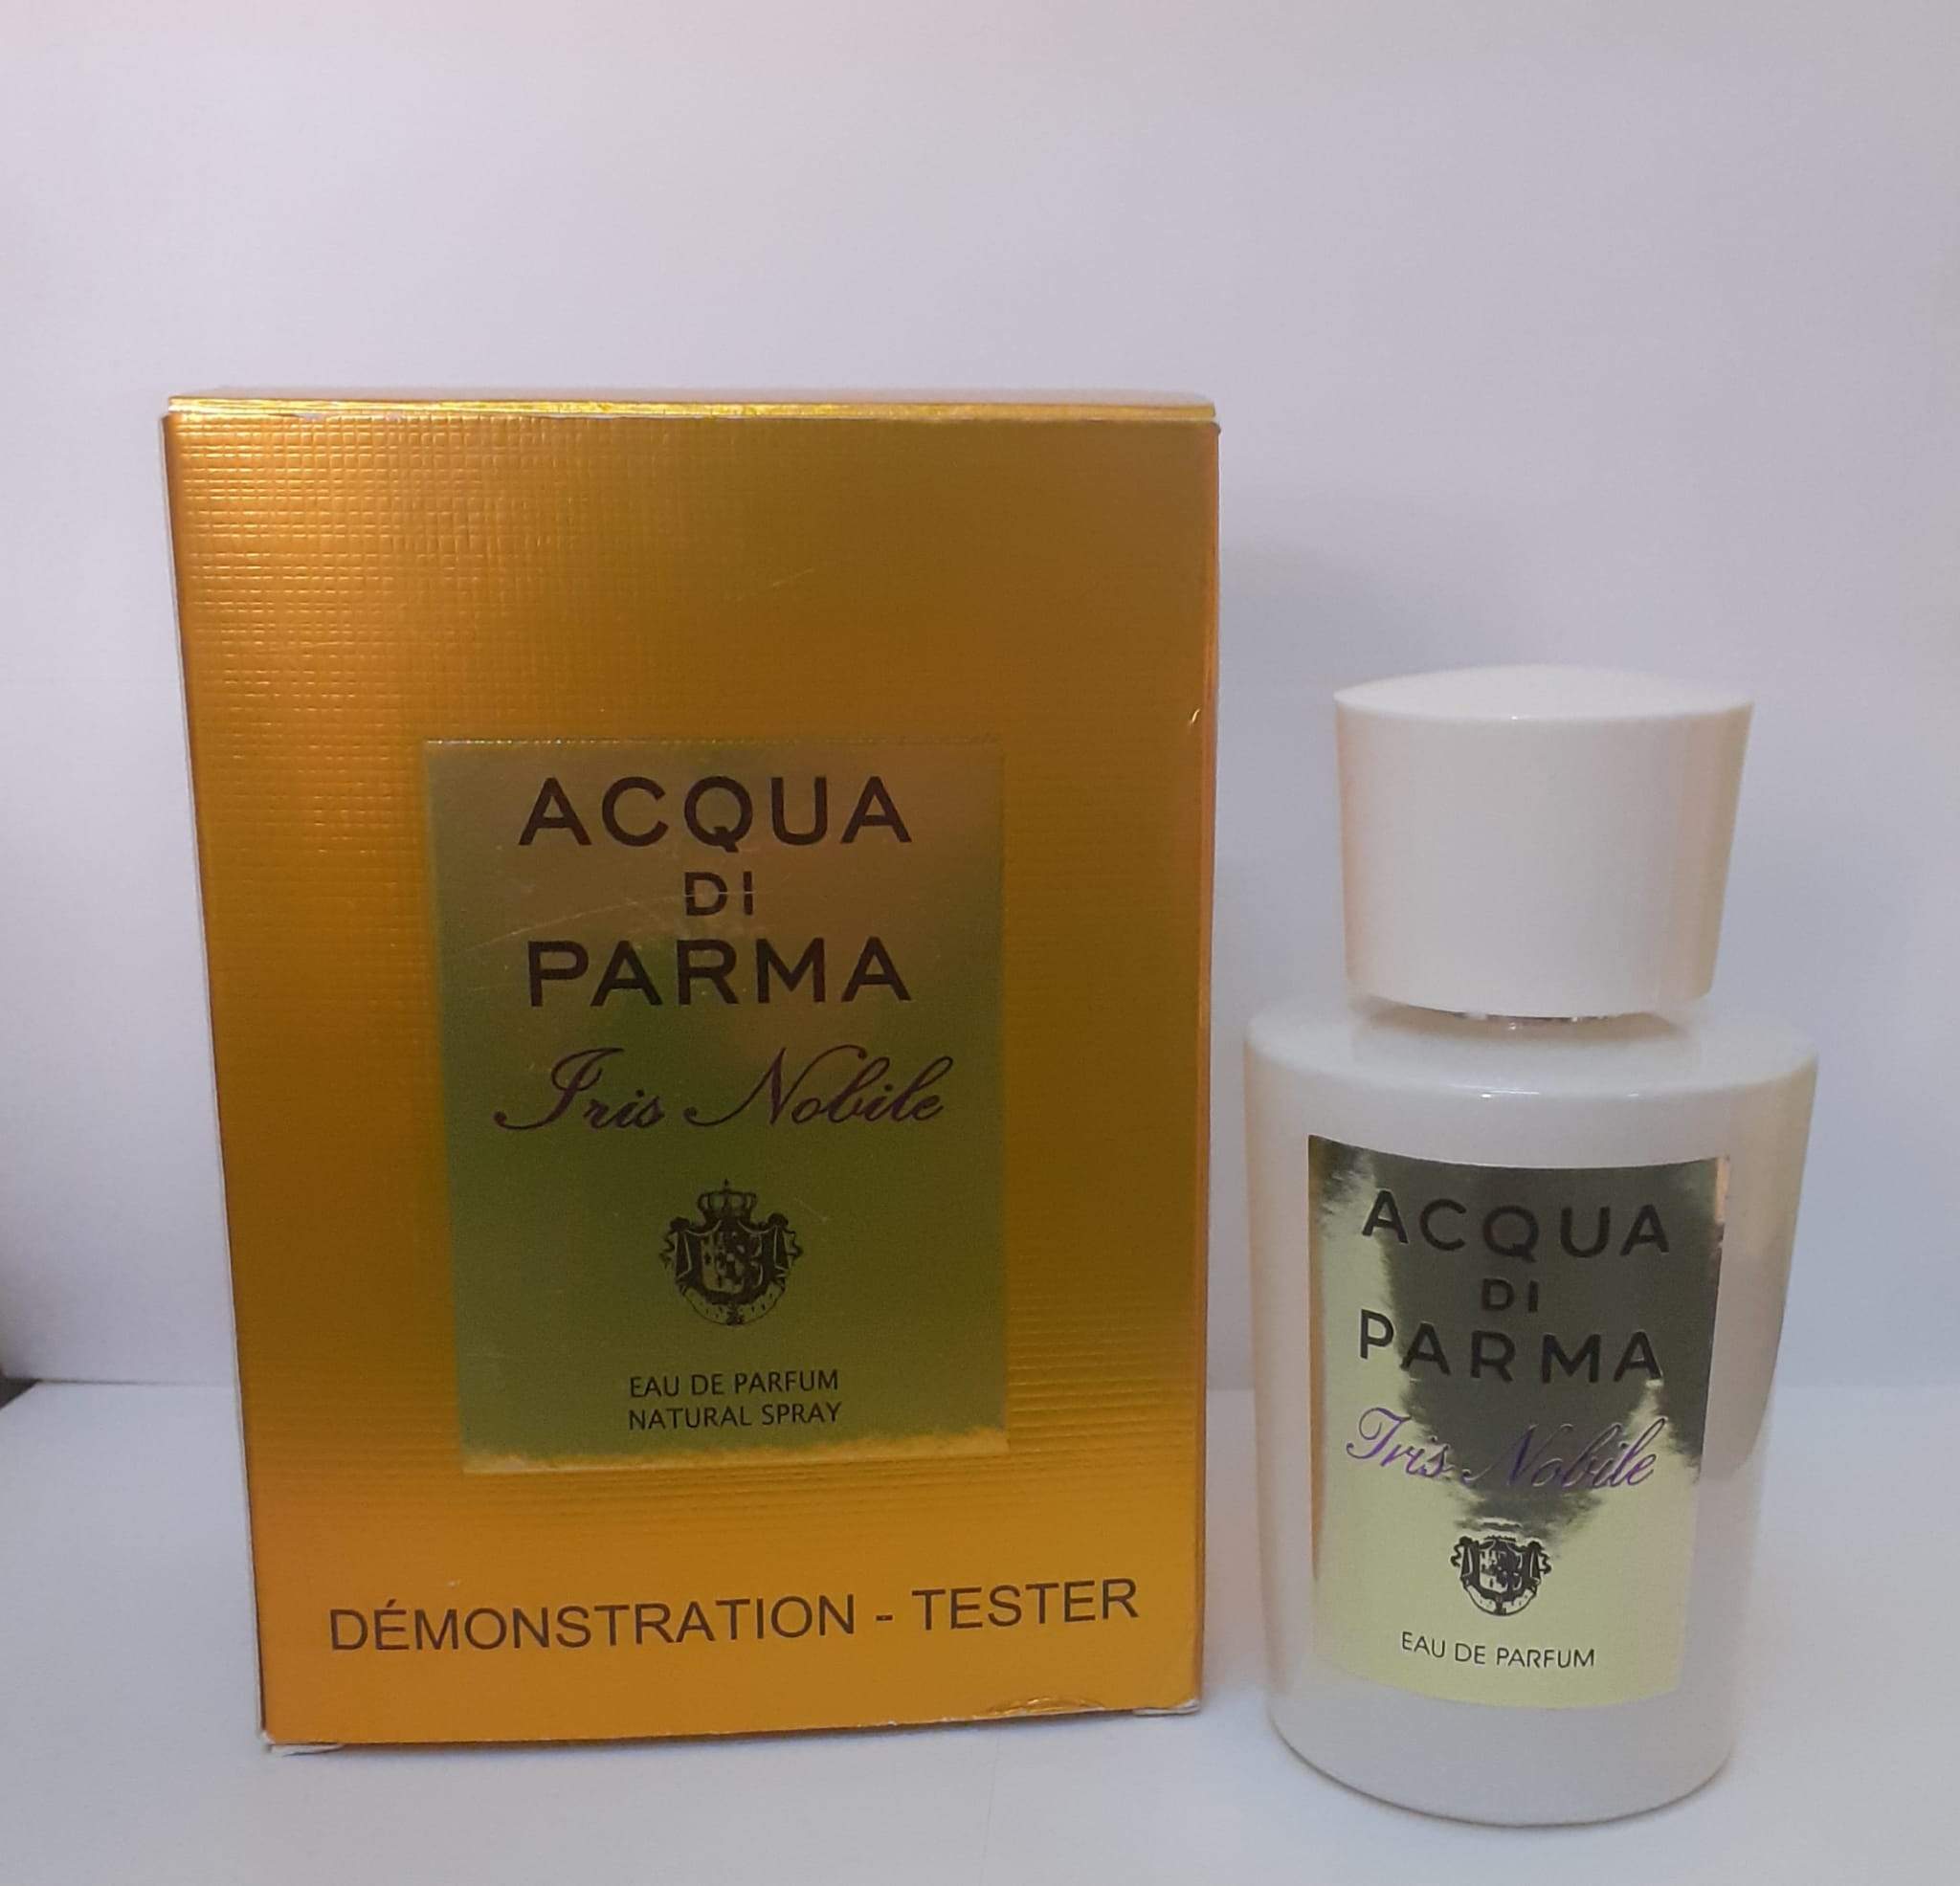 ACQUA
DI
PARMA
Iris Nobile
EAU DE PARFUM
NATURAL SPRAY
DÉMONSTRATION - TESTER
ACQUA
DI
PARMA
Iris Nobile
EAU DE PARFUM